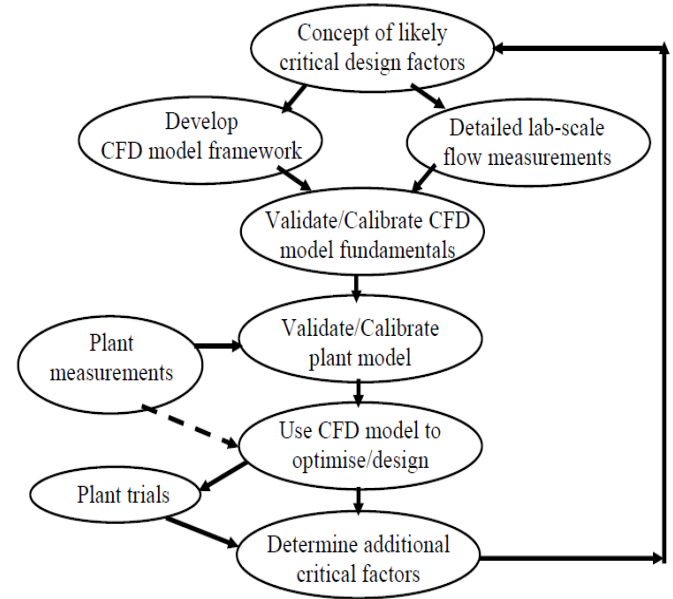 Concept of likely
critical design factors
Develop
CFD model framework
Detailed lab-scale
flow measurements
Validate/Calibrate CFD
model fundamentals
Validate/Calibrate
plant model
Plant
measurements
Use CFD model to
optimise/design
Plant trials
Determine additional
critical factors